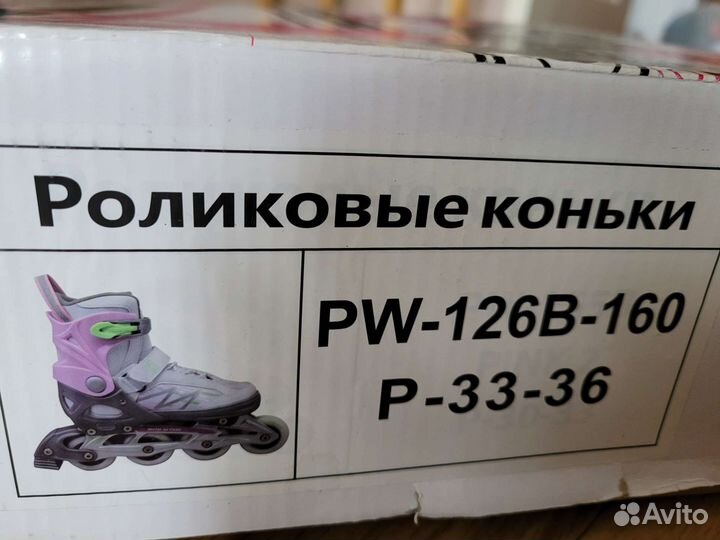 Роликовые коньки
PW-126B-160
P-33-36
Avito